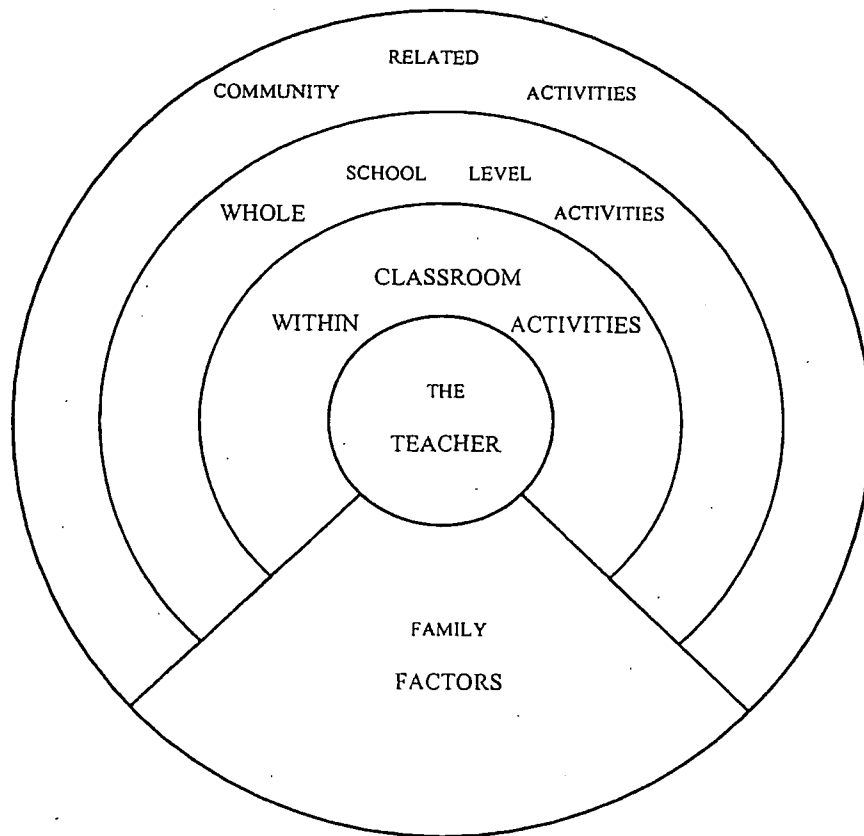 RELATED
COMMUNITY ACTIVITIES
SCHOOL LEVEL
WHOLE ACTIVITIES
CLASSROOM
WITHIN ACTIVITIES
THE
TEACHER
FAMILY
FACTORS